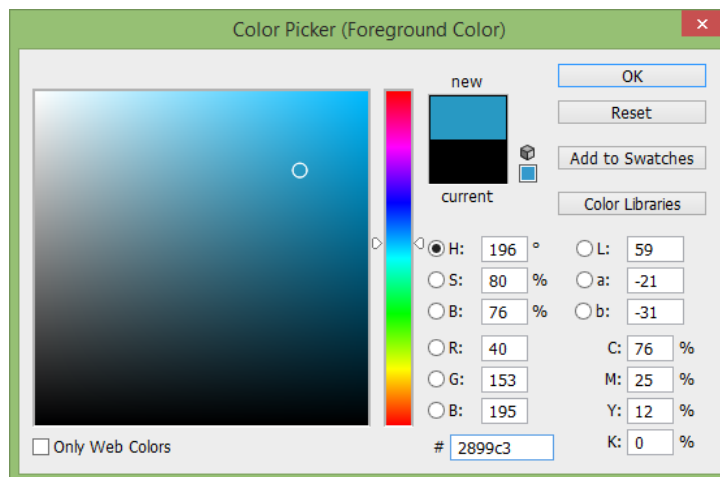 Color Picker (Foreground Color)
new
current
OK
Reset
Add to Swatches
Color Libraries
H: 196 °
S: 80 %
B: 76 %
R: 40
G: 153
B: 195
# 2899c3
L: 59
a: -21
b: -31
C: 76 %
M: 25 %
Y: 12 %
K: 0 %
Only Web Colors